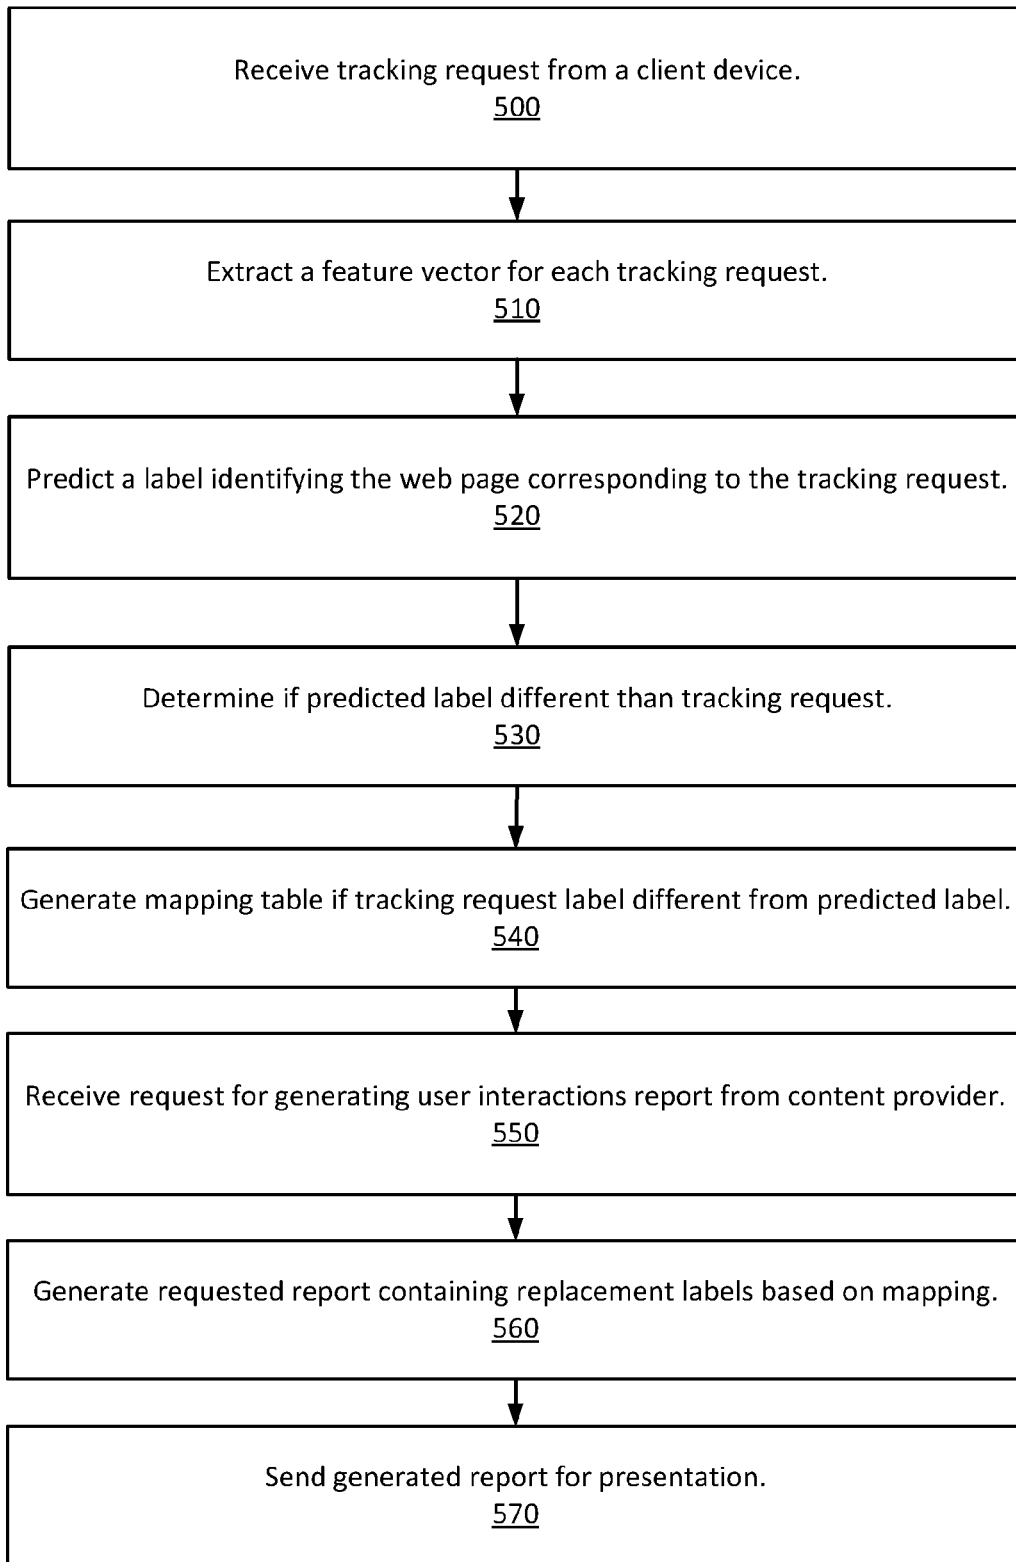 Receive tracking request from a client device.
500
Extract a feature vector for each tracking request.
510
Predict a label identifying the web page corresponding to the tracking request.
520
Determine if predicted label different than tracking request.
530
Generate mapping table if tracking request label different from predicted label.
540
Receive request for generating user interactions report from content provider.
550
Generate requested report containing replacement labels based on mapping.
560
Send generated report for presentation.
570